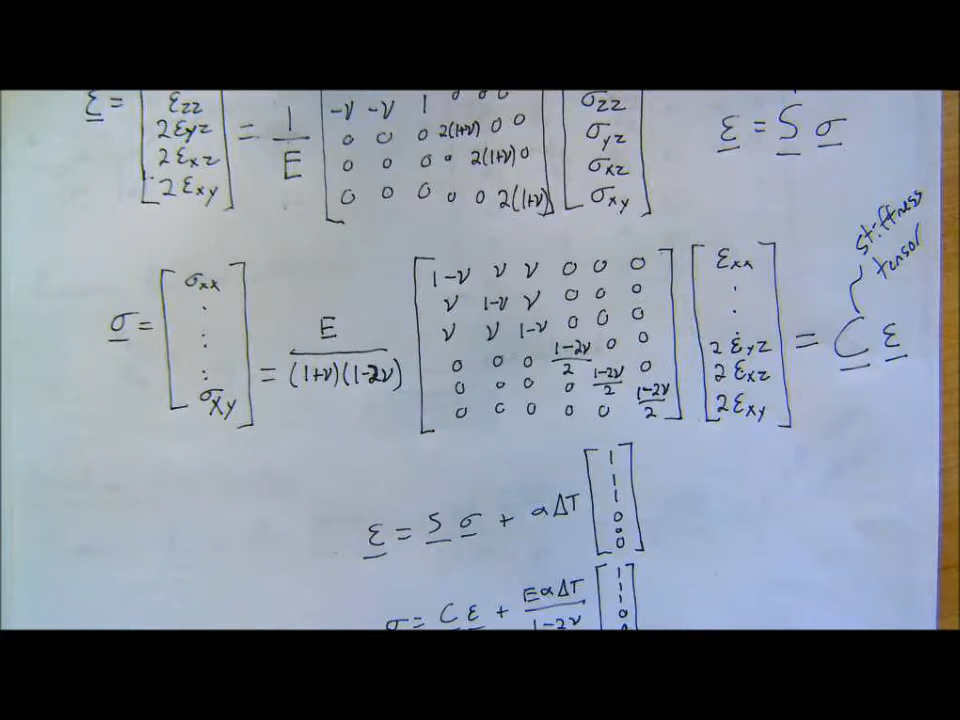 ε = [εzz 2εyz 2εxz 2εxy] = 1/E [-ν -ν 1 0 0 0; 0 0 0 2(1+ν) 0 0; 0 0 0 0 2(1+ν) 0; 0 0 0 0 0 2(1+ν)] [σzz σyz σxz σxy]
ε = S σ
stiffness
tensor
σ = [σxx . : : σxy] = E/(1+ν)(1-2ν) [1-ν ν ν 0 0 0; ν 1-ν ν 0 0 0; ν ν 1-ν 0 0 0; 0 0 0 1-2ν/2 0 0; 0 0 0 0 1-2ν/2 0; 0 0 0 0 0 1-2ν/2] [εxx . . : 2εyz 2εxz 2εxy] = C ε
ε = S σ + αΔT [1 1 1 0 0 0]
σ = C ε + EαΔT/1-2ν [1 1 1 0 0]